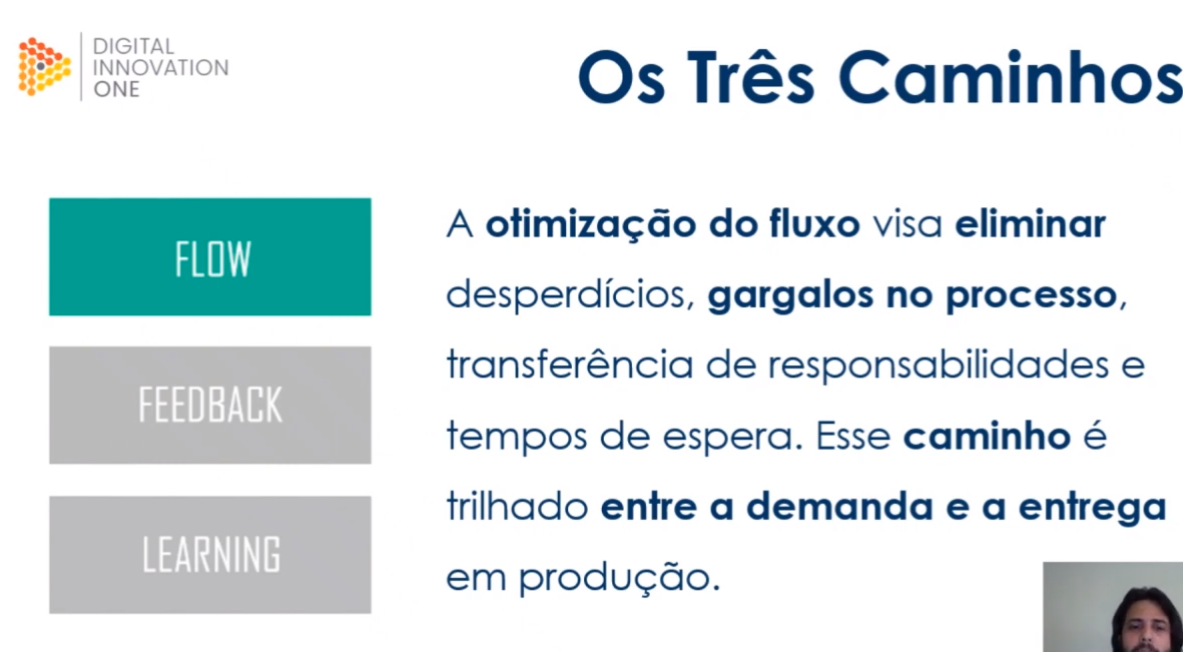 DIGITAL
INNOVATION
ONE
Os Três Caminhos
FLOW
FEEDBACK
LEARNING
A otimização do fluxo visa eliminar
desperdícios, gargalos no processo,
transferência de responsabilidades e
tempos de espera. Esse caminho é
trilhado entre a demanda e a entrega
em produção.